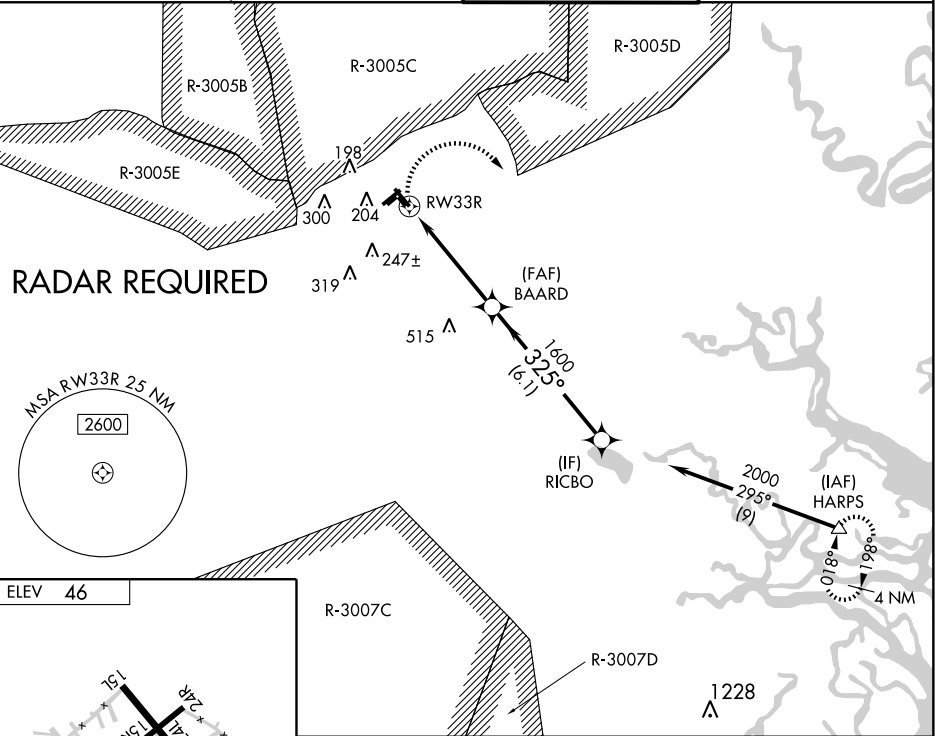 R-3005D
R-3005C
R-3005B
R-3005E
198
300
204
RW33R
247±
319
RADAR REQUIRED
(FAF)
BAARD
515
1600
325°
(6.1)
MSA RW33R 25 NM
2600
(IF)
RICBO
2000
295°
(9)
(IAF)
HARPS
018°
198°
4 NM
ELEV 46
R-3007C
R-3007D
1228
15L
24R